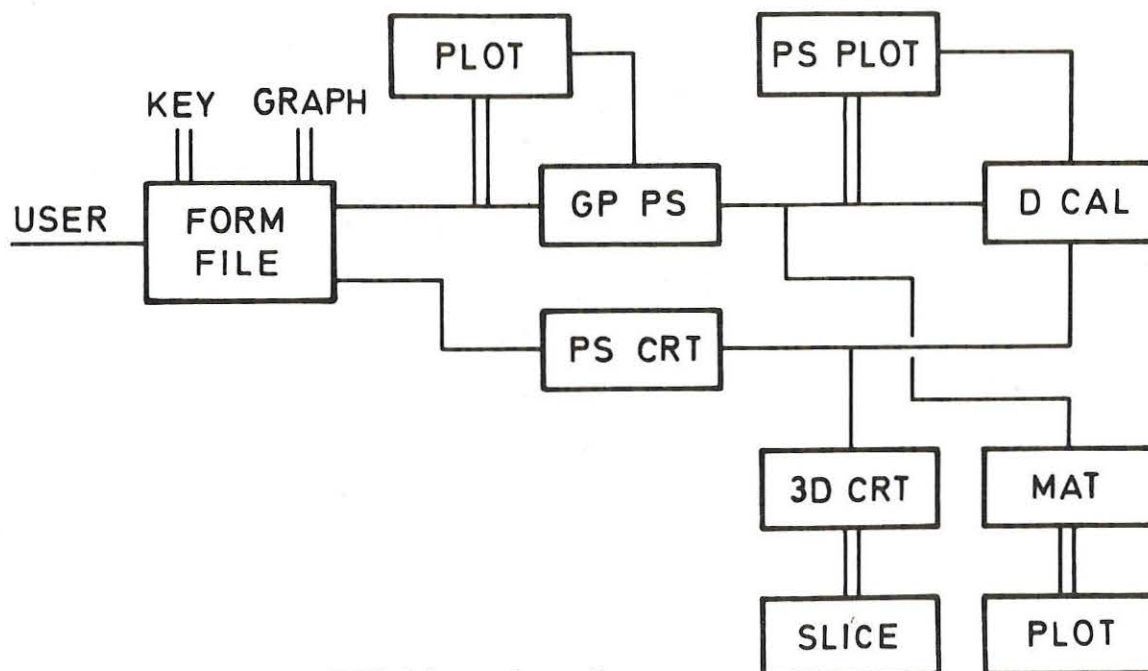 PLOT
PS PLOT
KEY
GRAPH
USER
FORM
FILE
GP PS
D CAL
PS CRT
3D CRT
MAT
SLICE
PLOT